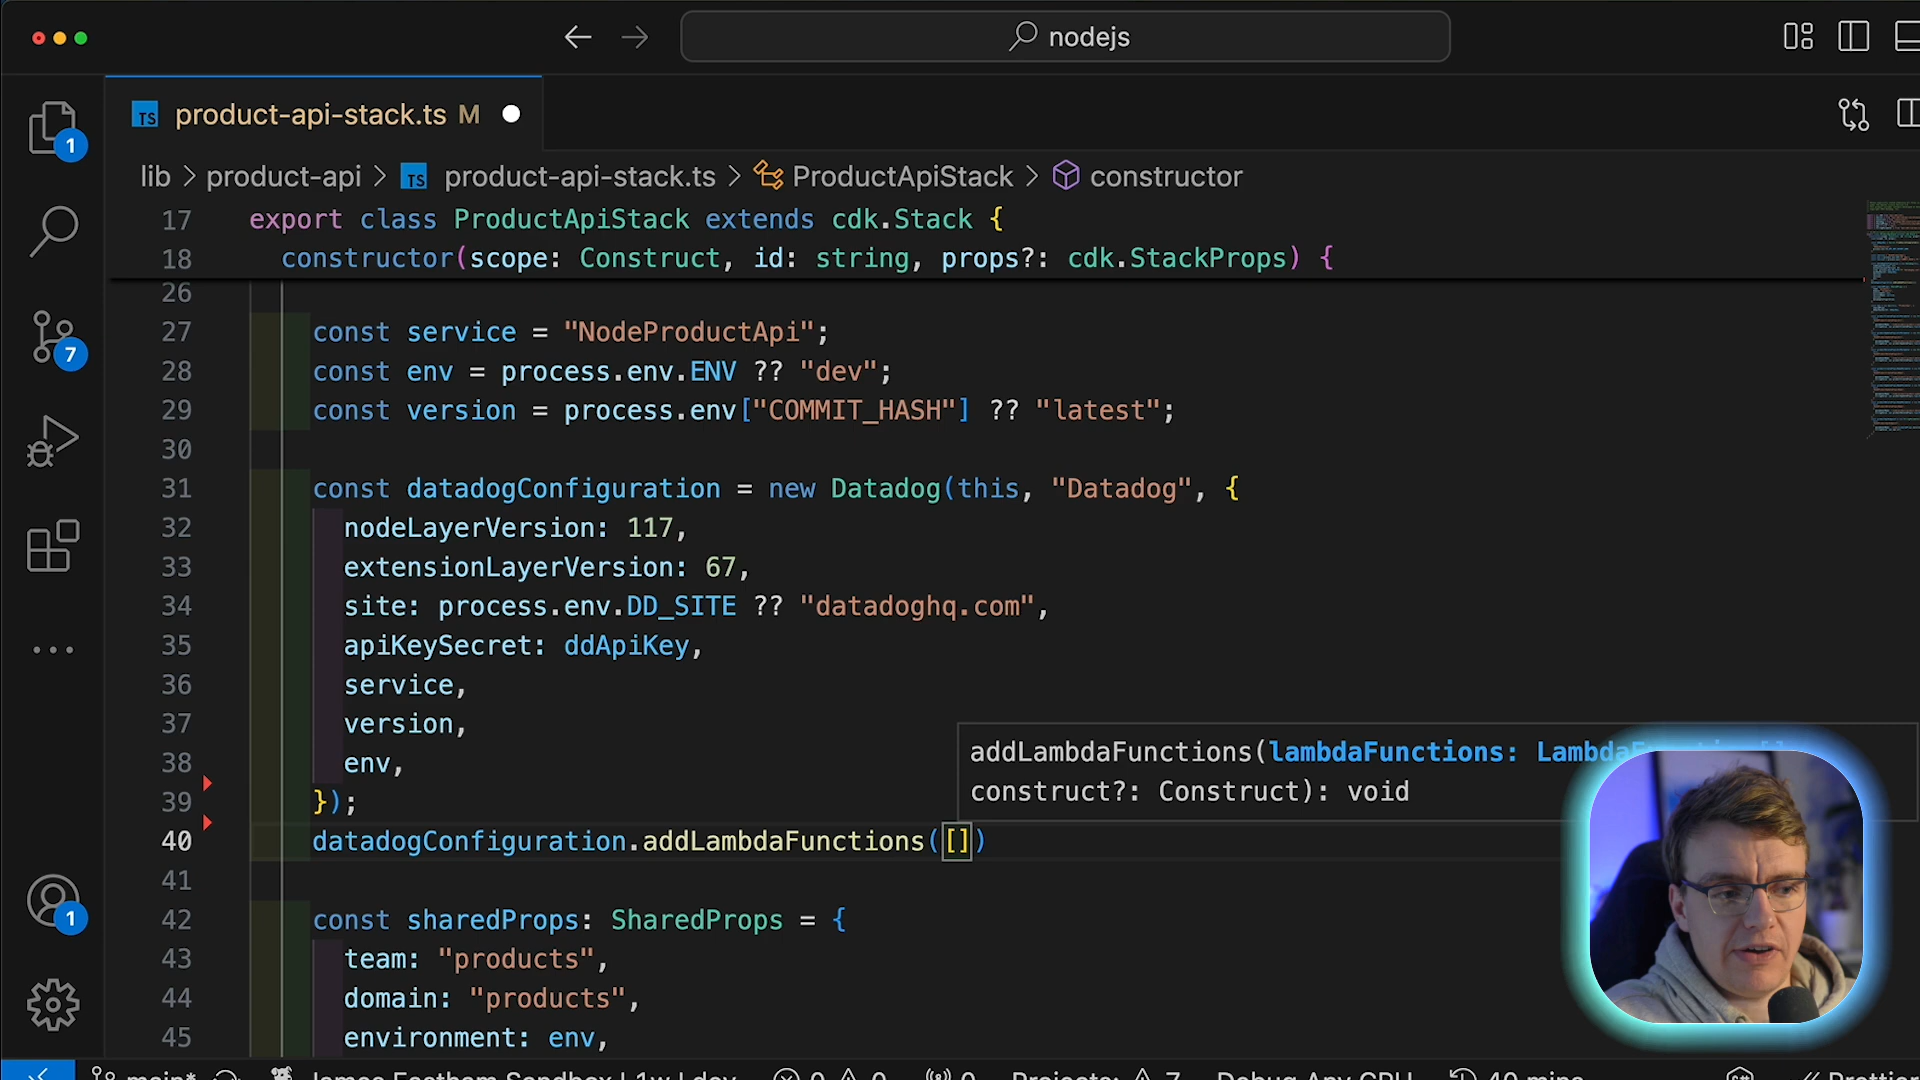 nodejs
TS product-api-stack.ts M
1
lib > product-api > TS product-api-stack.ts > ProductApiStack > constructor
17 export class ProductApiStack extends cdk.Stack {
18 constructor(scope: Construct, id: string, props?: cdk.StackProps) {
26
27 const service = "NodeProductApi";
28 const env = process.env.ENV ?? "dev";
7
29 const version = process.env["COMMIT_HASH"] ?? "latest";
30
31 const datadogConfiguration = new Datadog(this, "Datadog", {
32 nodeLayerVersion: 117,
33 extensionLayerVersion: 67,
34 site: process.env.DD_SITE ?? "datadoghq.com",
35 apiKeySecret: ddApiKey,
36 service,
37 version,
38 env,
addLambdaFunctions(lambdaFunctions:
construct?: Construct): void
39 });
40 datadogConfiguration.addLambdaFunctions([])
41
1
42 const sharedProps: SharedProps = {
43 team: "products",
44 domain: "products",
45 environment: env,